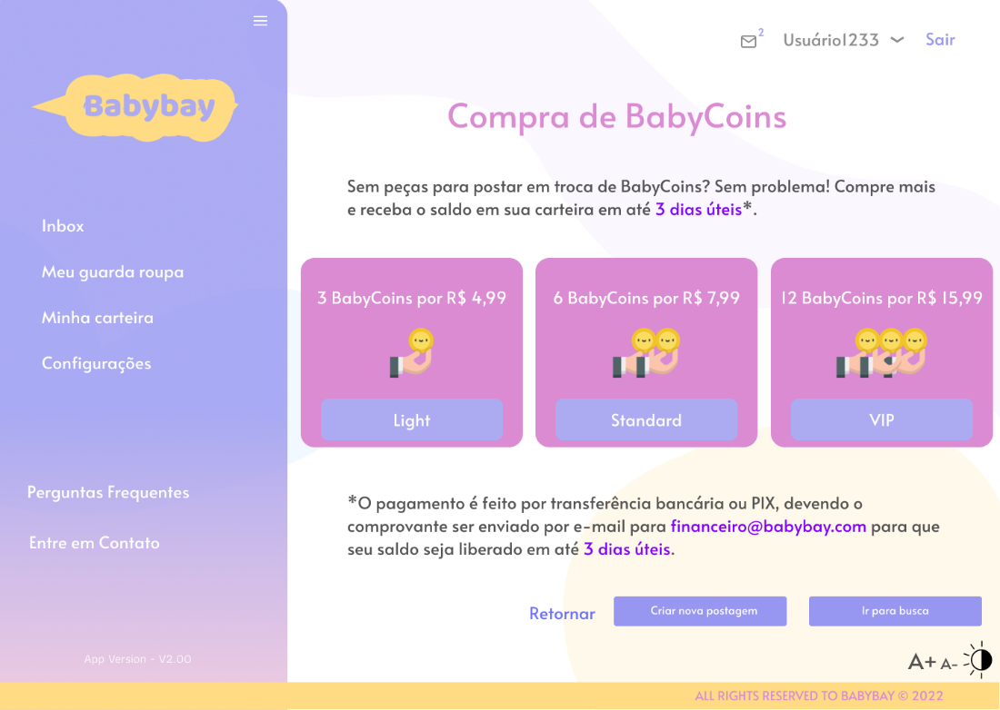 Babybay
Inbox
Meu guarda roupa
Minha carteira
Configurações
Perguntas Frequentes
Entre em Contato
App Version - V2.00
2
Usuário1233
Sair
Compra de BabyCoins
Sem peças para postar em troca de BabyCoins? Sem problema! Compre mais
e receba o saldo em sua carteira em até 3 dias úteis*.
3 BabyCoins por R$ 4,99
Light
6 BabyCoins por R$ 7,99
Standard
12 BabyCoins por R$ 15,99
VIP
*O pagamento é feito por transferência bancária ou PIX, devendo o
comprovante ser enviado por e-mail para financeiro@babybay.com para que
seu saldo seja liberado em até 3 dias úteis.
Retornar
Criar nova postagem
Ir para busca
A+ A-
ALL RIGHTS RESERVED TO BABYBAY © 2022